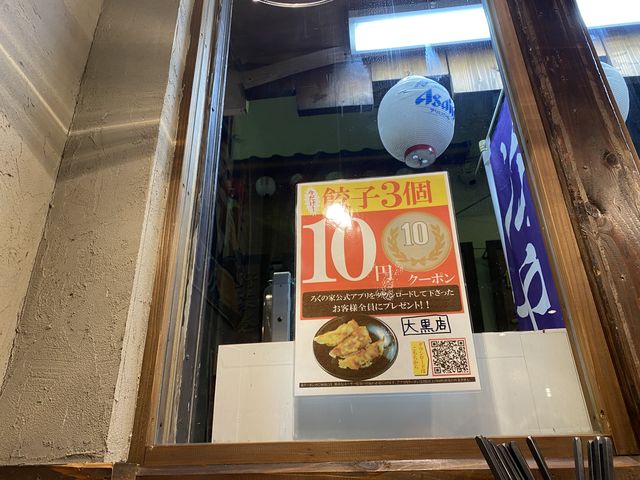 Asahi
今だけ!
餃子3個
10円
10
クーポン
ろくの家公式アプリをダウンロードして下さった
お客様全員にプレゼント!!
大黒店